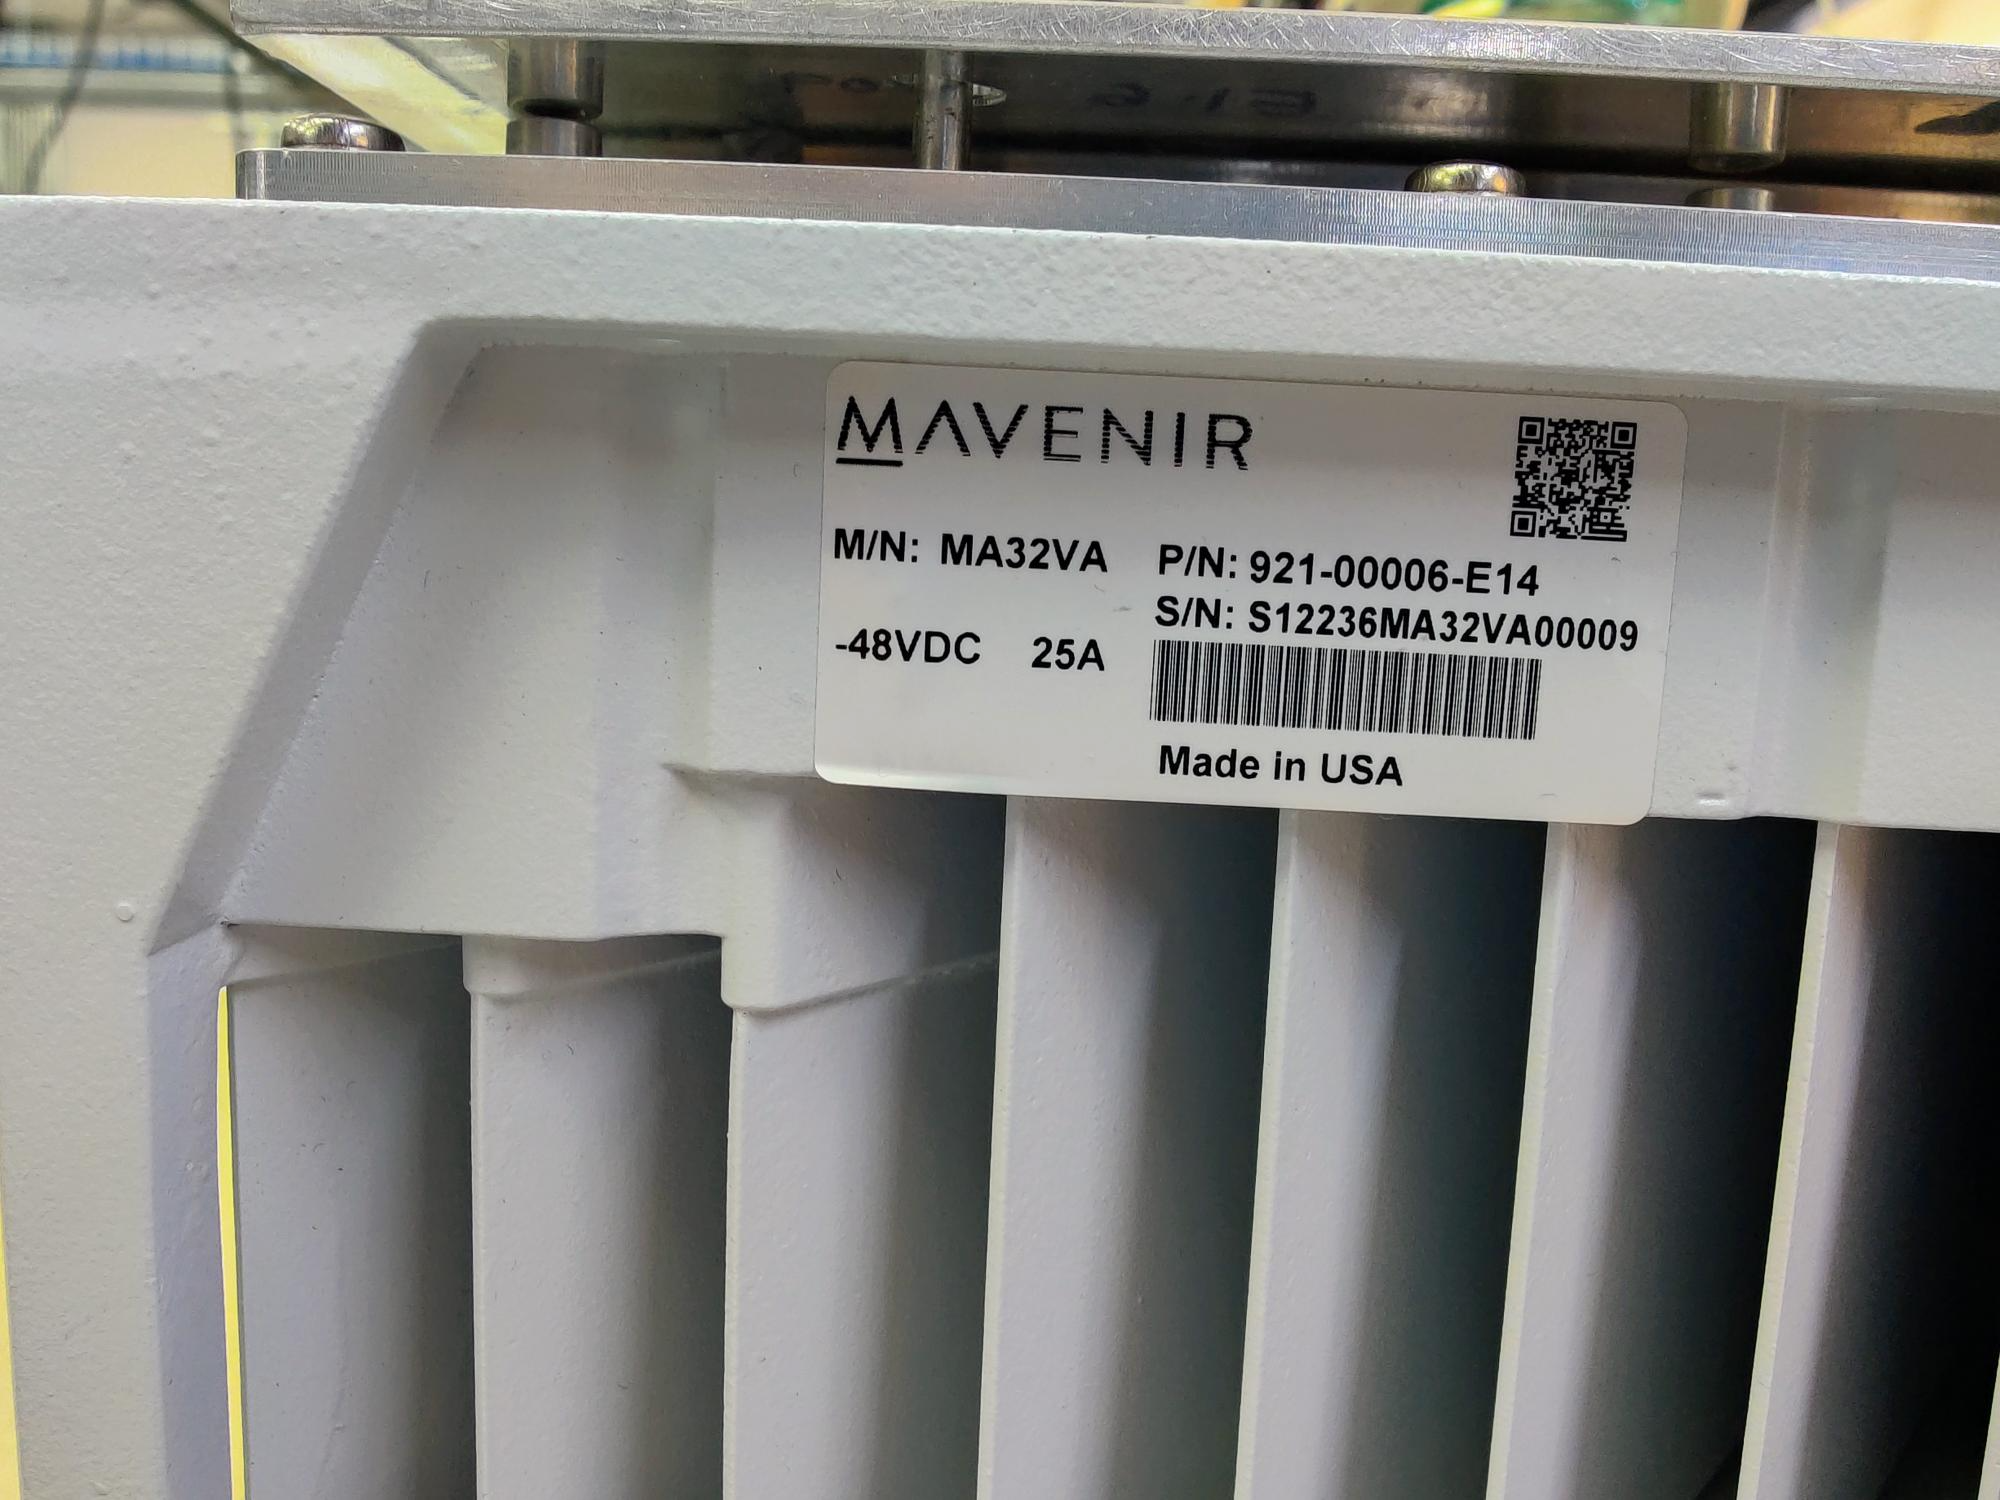 MAVENIR
M/N: MA32VA P/N: 921-00006-E14
S/N: S12236MA32VA00009
-48VDC 25A
Made in USA